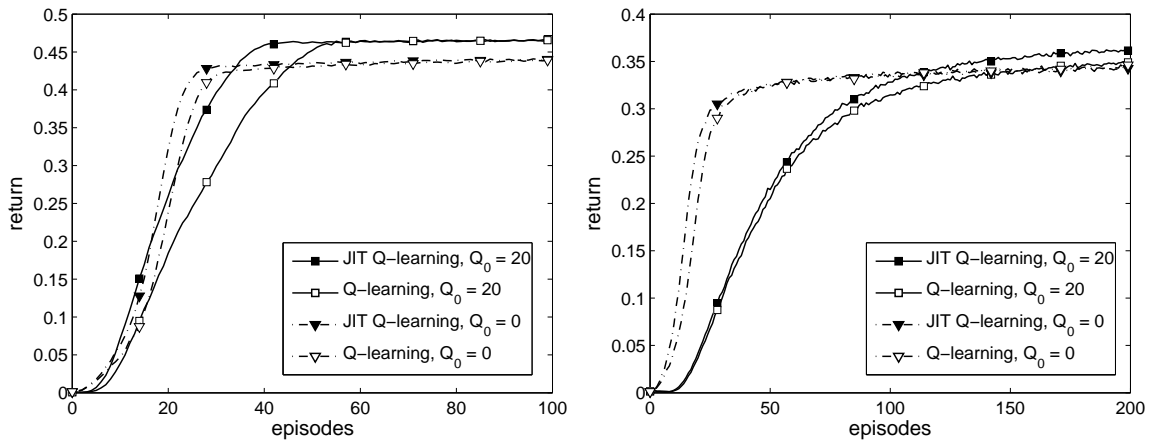 0.5
0.45
0.4
0.35
0.3
0.25
0.2
0.15
0.1
0.05
0
0 20 40 60 80 100
episodes
return
JIT Q−learning, Q0 = 20
Q−learning, Q0 = 20
JIT Q−learning, Q0 = 0
Q−learning, Q0 = 0
0.4
0.35
0.3
0.25
0.2
0.15
0.1
0.05
0
0 50 100 150 200
episodes
return
JIT Q−learning, Q0 = 20
Q−learning, Q0 = 20
JIT Q−learning, Q0 = 0
Q−learning, Q0 = 0